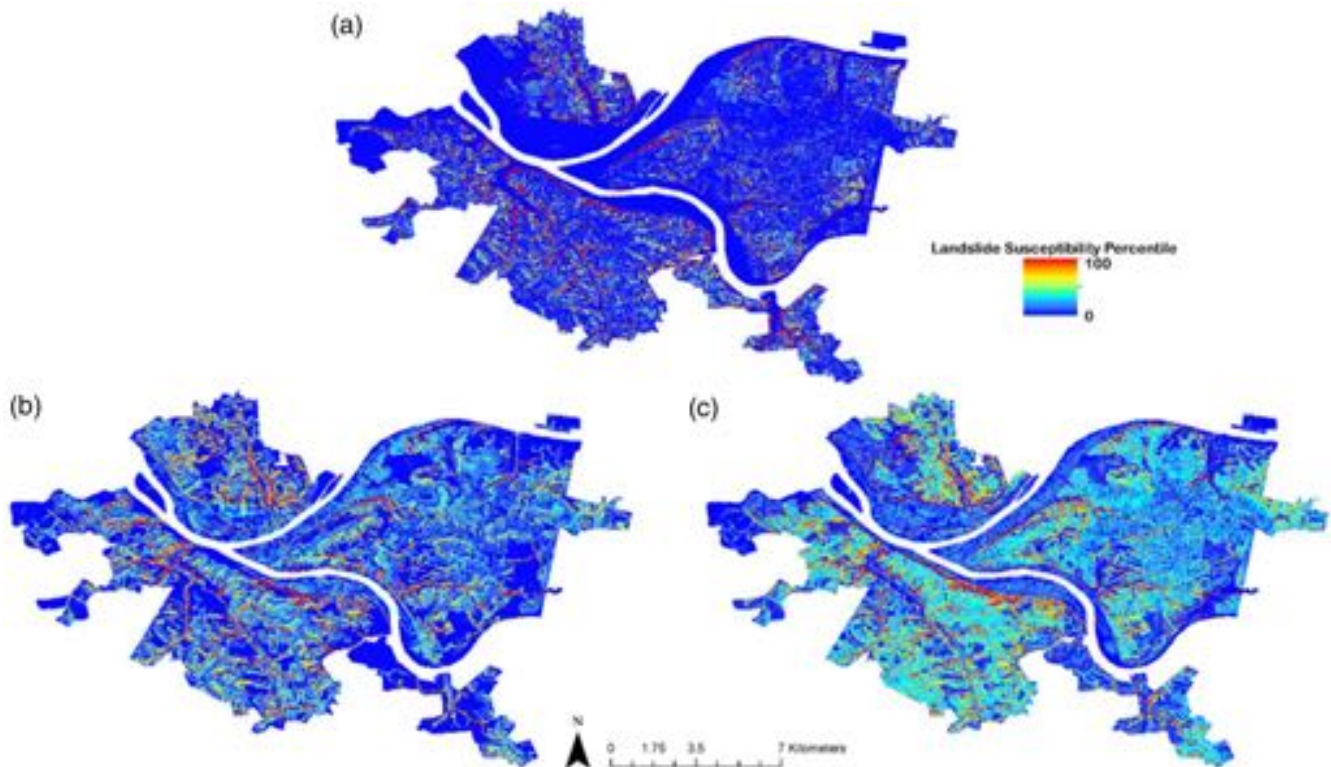 (a)
Landslide Susceptibility Percentile
100
0
(b)
(c)
N
0 1.75 3.5 7 Kilometers